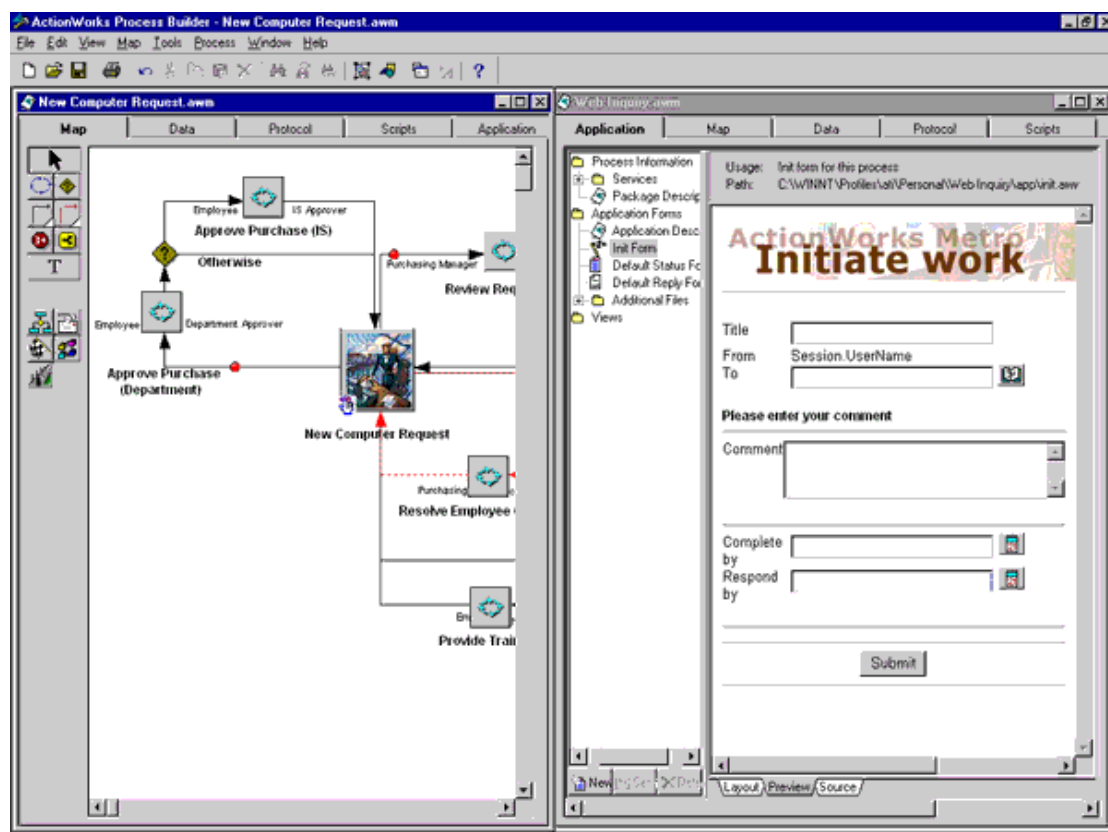 ActionWorks Process Builder - New Computer Request.awm
File Edit View Map Tools Process Window Help
New Computer Request.awm
Map Data Protocol Scripts Application
Employee IS Approver
Approve Purchase (IS)
Otherwise
Purchasing Manager
Review Req
Employee Department Approver
Approve Purchase
(Department)
New Computer Request
Purchasing
Resolve Employee
Provide Train
T
Web Inquiry.awm
Application Map Data Protocol Scripts
Process Information
Services
Package Descrip
Application Forms
Application Desc
Init Form
Default Status Fo
Default Reply For
Additional Files
Views
New
Usage: Init form for this process
Path: C:\WINNT\Profiles\ati\Personal\Web Inquiry\app\init.aww
ActionWorks Metro
Initiate work
Title
From Session.UserName
To
Please enter your comment
Comment
Complete
by
Respond
by
Submit
Layout Preview Source